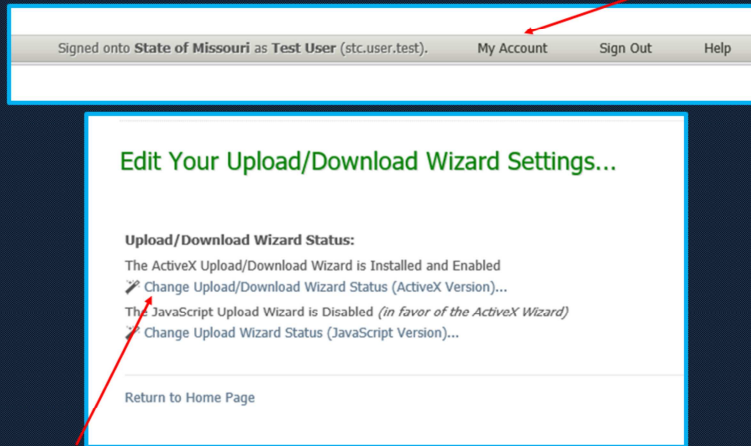 Signed onto State of Missouri as Test User (stc.user.test). My Account Sign Out Help
Edit Your Upload/Download Wizard Settings...
Upload/Download Wizard Status:
The ActiveX Upload/Download Wizard is Installed and Enabled
Change Upload/Download Wizard Status (ActiveX Version)...
The JavaScript Upload Wizard is Disabled (in favor of the ActiveX Wizard)
Change Upload Wizard Status (JavaScript Version)...
Return to Home Page